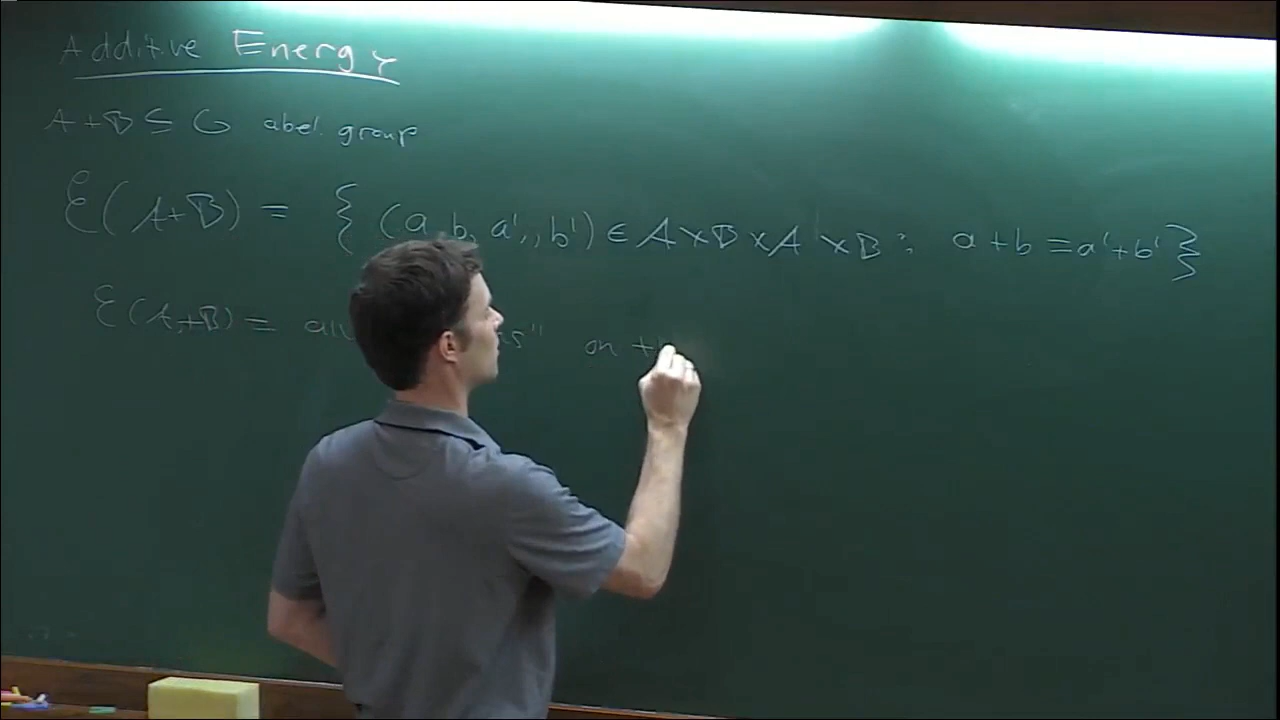 Additive Energy
A+B ⊆ G abel. group
E(A+B) = { (a, b, a',, b') ∈ A×B×A×B : a+b = a'+b' }
E(A,+B) = on